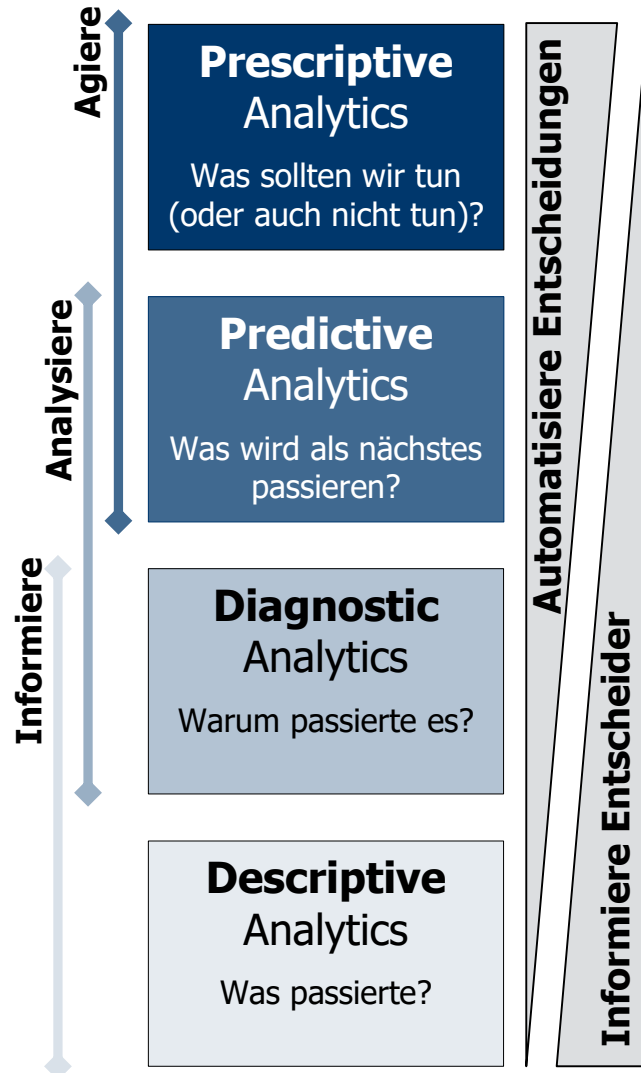 Agiere
Analysiere
Informiere
Prescriptive
Analytics
Was sollten wir tun
(oder auch nicht tun)?
Predictive
Analytics
Was wird als nächstes
passieren?
Diagnostic
Analytics
Warum passierte es?
Descriptive
Analytics
Was passierte?
Automatisiere Entscheidungen
Informiere Entscheider